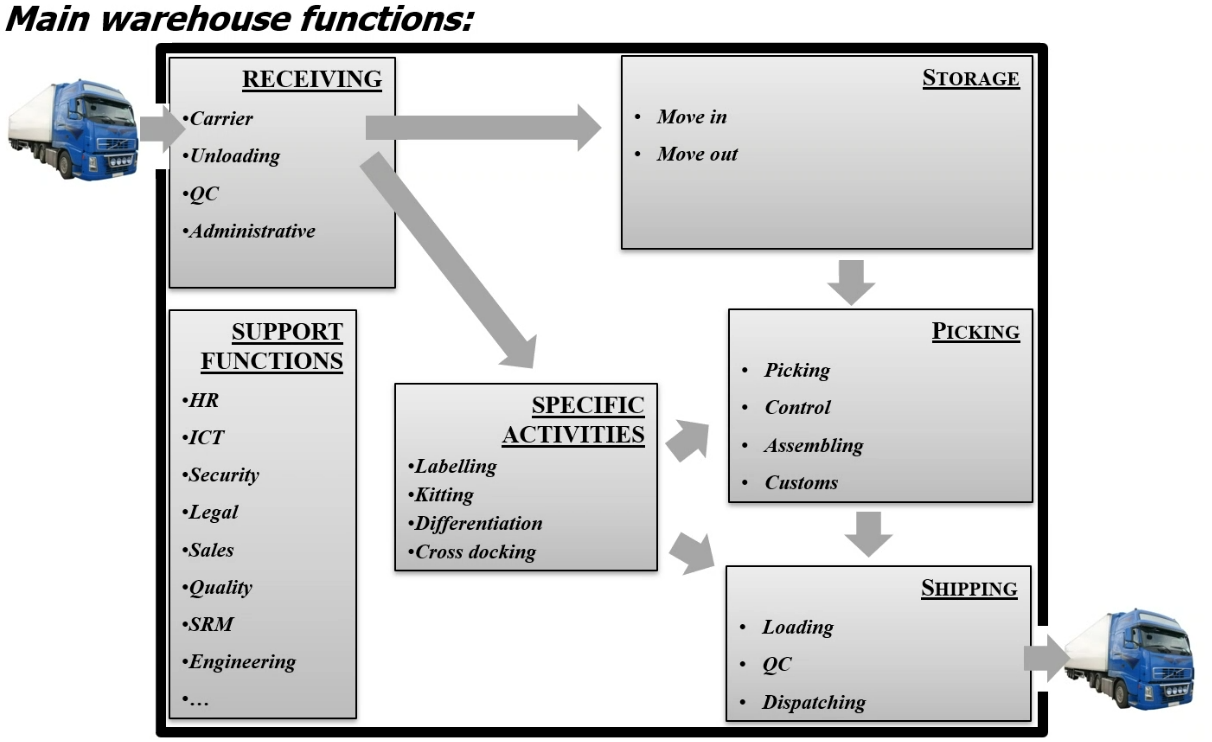 Main warehouse functions:
RECEIVING
•Carrier
•Unloading
•QC
•Administrative
STORAGE
• Move in
• Move out
SUPPORT
FUNCTIONS
•HR
•ICT
•Security
•Legal
•Sales
•Quality
•SRM
•Engineering
•…
SPECIFIC
ACTIVITIES
•Labelling
•Kitting
•Differentiation
•Cross docking
PICKING
• Picking
• Control
• Assembling
• Customs
SHIPPING
• Loading
• QC
• Dispatching